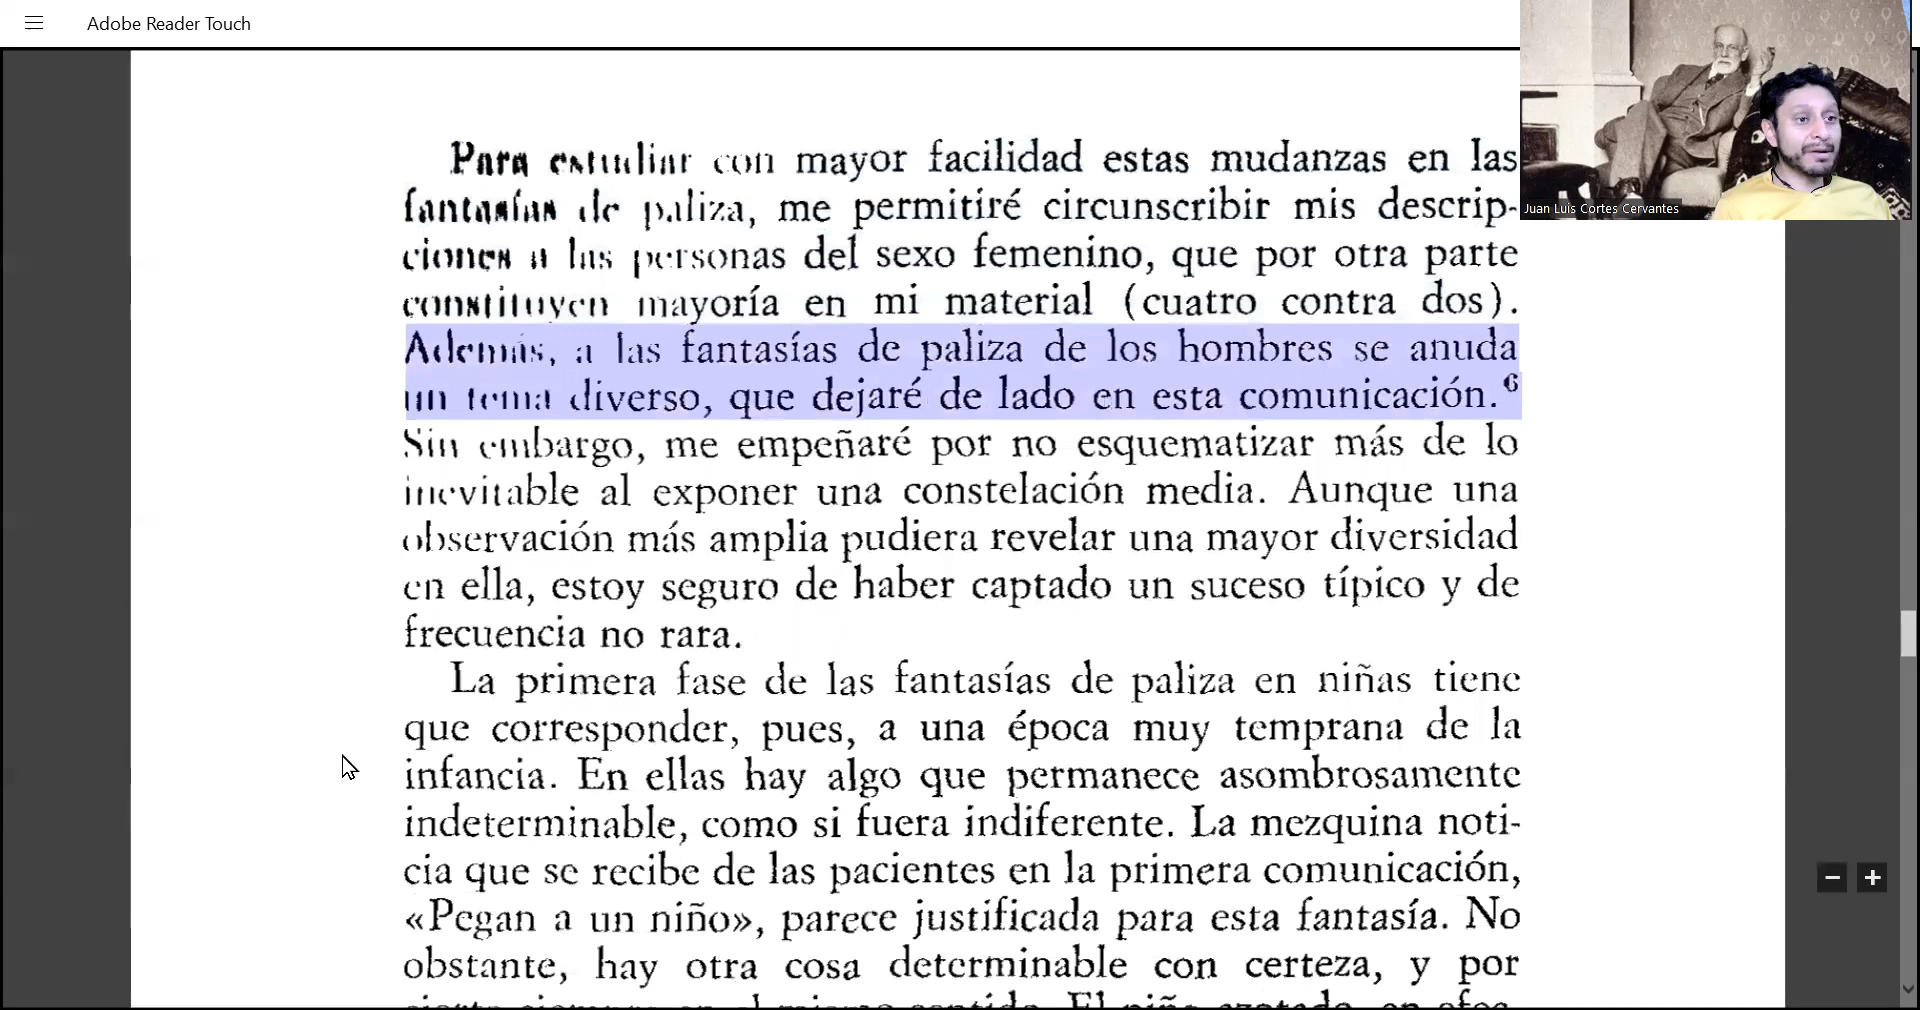 Adobe Reader Touch
Juan Luis Cortes Cervantes
Para estudiar con mayor facilidad estas mudanzas en las
fantasías de paliza, me permitiré circunscribir mis descrip-
ciones a las personas del sexo femenino, que por otra parte
constituyen mayoría en mi material (cuatro contra dos).
Además, a las fantasías de paliza de los hombres se anuda
un tema diverso, que dejaré de lado en esta comunicación.⁶
Sin embargo, me empeñaré por no esquematizar más de lo
inevitable al exponer una constelación media. Aunque una
observación más amplia pudiera revelar una mayor diversidad
en ella, estoy seguro de haber captado un suceso típico y de
frecuencia no rara.
La primera fase de las fantasías de paliza en niñas tiene
que corresponder, pues, a una época muy temprana de la
infancia. En ellas hay algo que permanece asombrosamente
indeterminable, como si fuera indiferente. La mezquina noti-
cia que se recibe de las pacientes en la primera comunicación,
«Pegan a un niño», parece justificada para esta fantasía. No
obstante, hay otra cosa determinable con certeza, y por